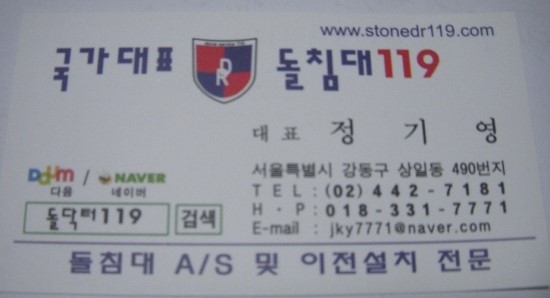 www.stonedr119.com
국가대표 DR 돌침대119
대표 정기영
서울특별시 강동구 상일동 490번지
TEL : (02) 442-7181
H·P : 018-331-7771
E-mail : jky7771@naver.com
Daum / NAVER
다음 네이버
돌닥터119 검색
돌침대 A/S 및 이전설치 전문